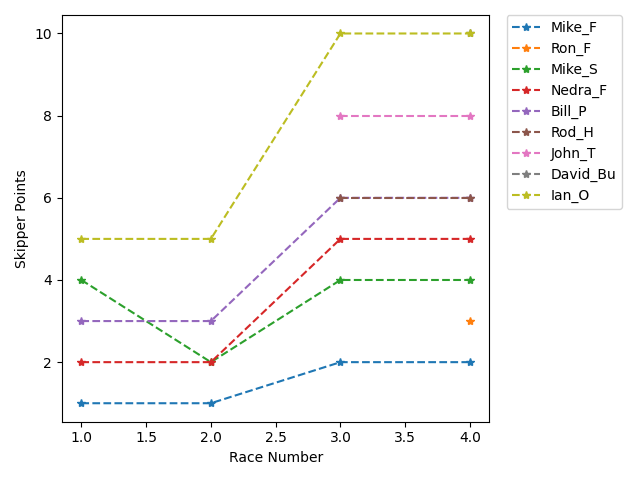 10
8
6
4
2
Skipper Points
1.0 1.5 2.0 2.5 3.0 3.5 4.0
Race Number
Mike_F
Ron_F
Mike_S
Nedra_F
Bill_P
Rod_H
John_T
David_Bu
Ian_O